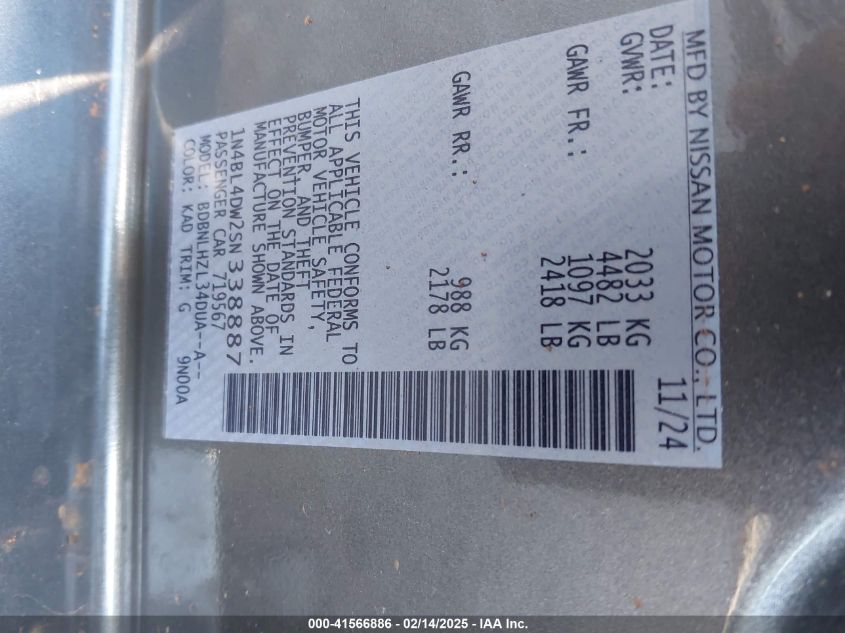 MFD BY NISSAN MOTOR CO., LTD.
DATE: 11/24
GVWR: 2033 KG
4482 LB
GAWR FR.: 1097 KG
2418 LB
GAWR RR.: 988 KG
2178 LB
THIS VEHICLE CONFORMS TO
ALL APPLICABLE FEDERAL
MOTOR VEHICLE SAFETY,
BUMPER, AND THEFT
PREVENTION STANDARDS IN
EFFECT ON THE DATE OF
MANUFACTURE SHOWN ABOVE.
1N4BL4DW2SN338887
PASSENGER CAR 719567
MODEL: BDBNLHZL34DUA--A--
COLOR: KAD TRIM: G 9N00A
000-41566886 - 02/14/2025 - IAA Inc.